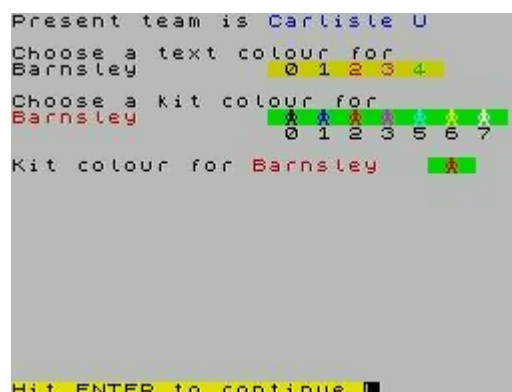 Present team is Carlisle U
Choose a text colour for
Barnsley 0 1 2 3 4
Choose a kit colour for
Barnsley
0 1 2 3 5 6 7
Kit colour for Barnsley
Hit ENTER to continue L